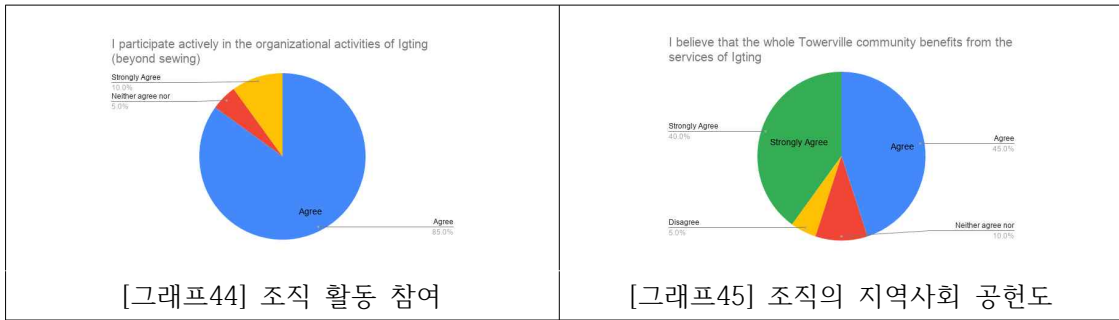 I participate actively in the organizational activities of Igting
(beyond sewing)
Strongly Agree
10.0%
Neither agree nor
5.0%
Agree
Agree
85.0%
[그래프44] 조직 활동 참여
I believe that the whole Towerville community benefits from the
services of Igting
Strongly Agree
40.0%
Strongly Agree
Agree
Agree
45.0%
Disagree
5.0%
Neither agree nor
10.0%
[그래프45] 조직의 지역사회 공헌도